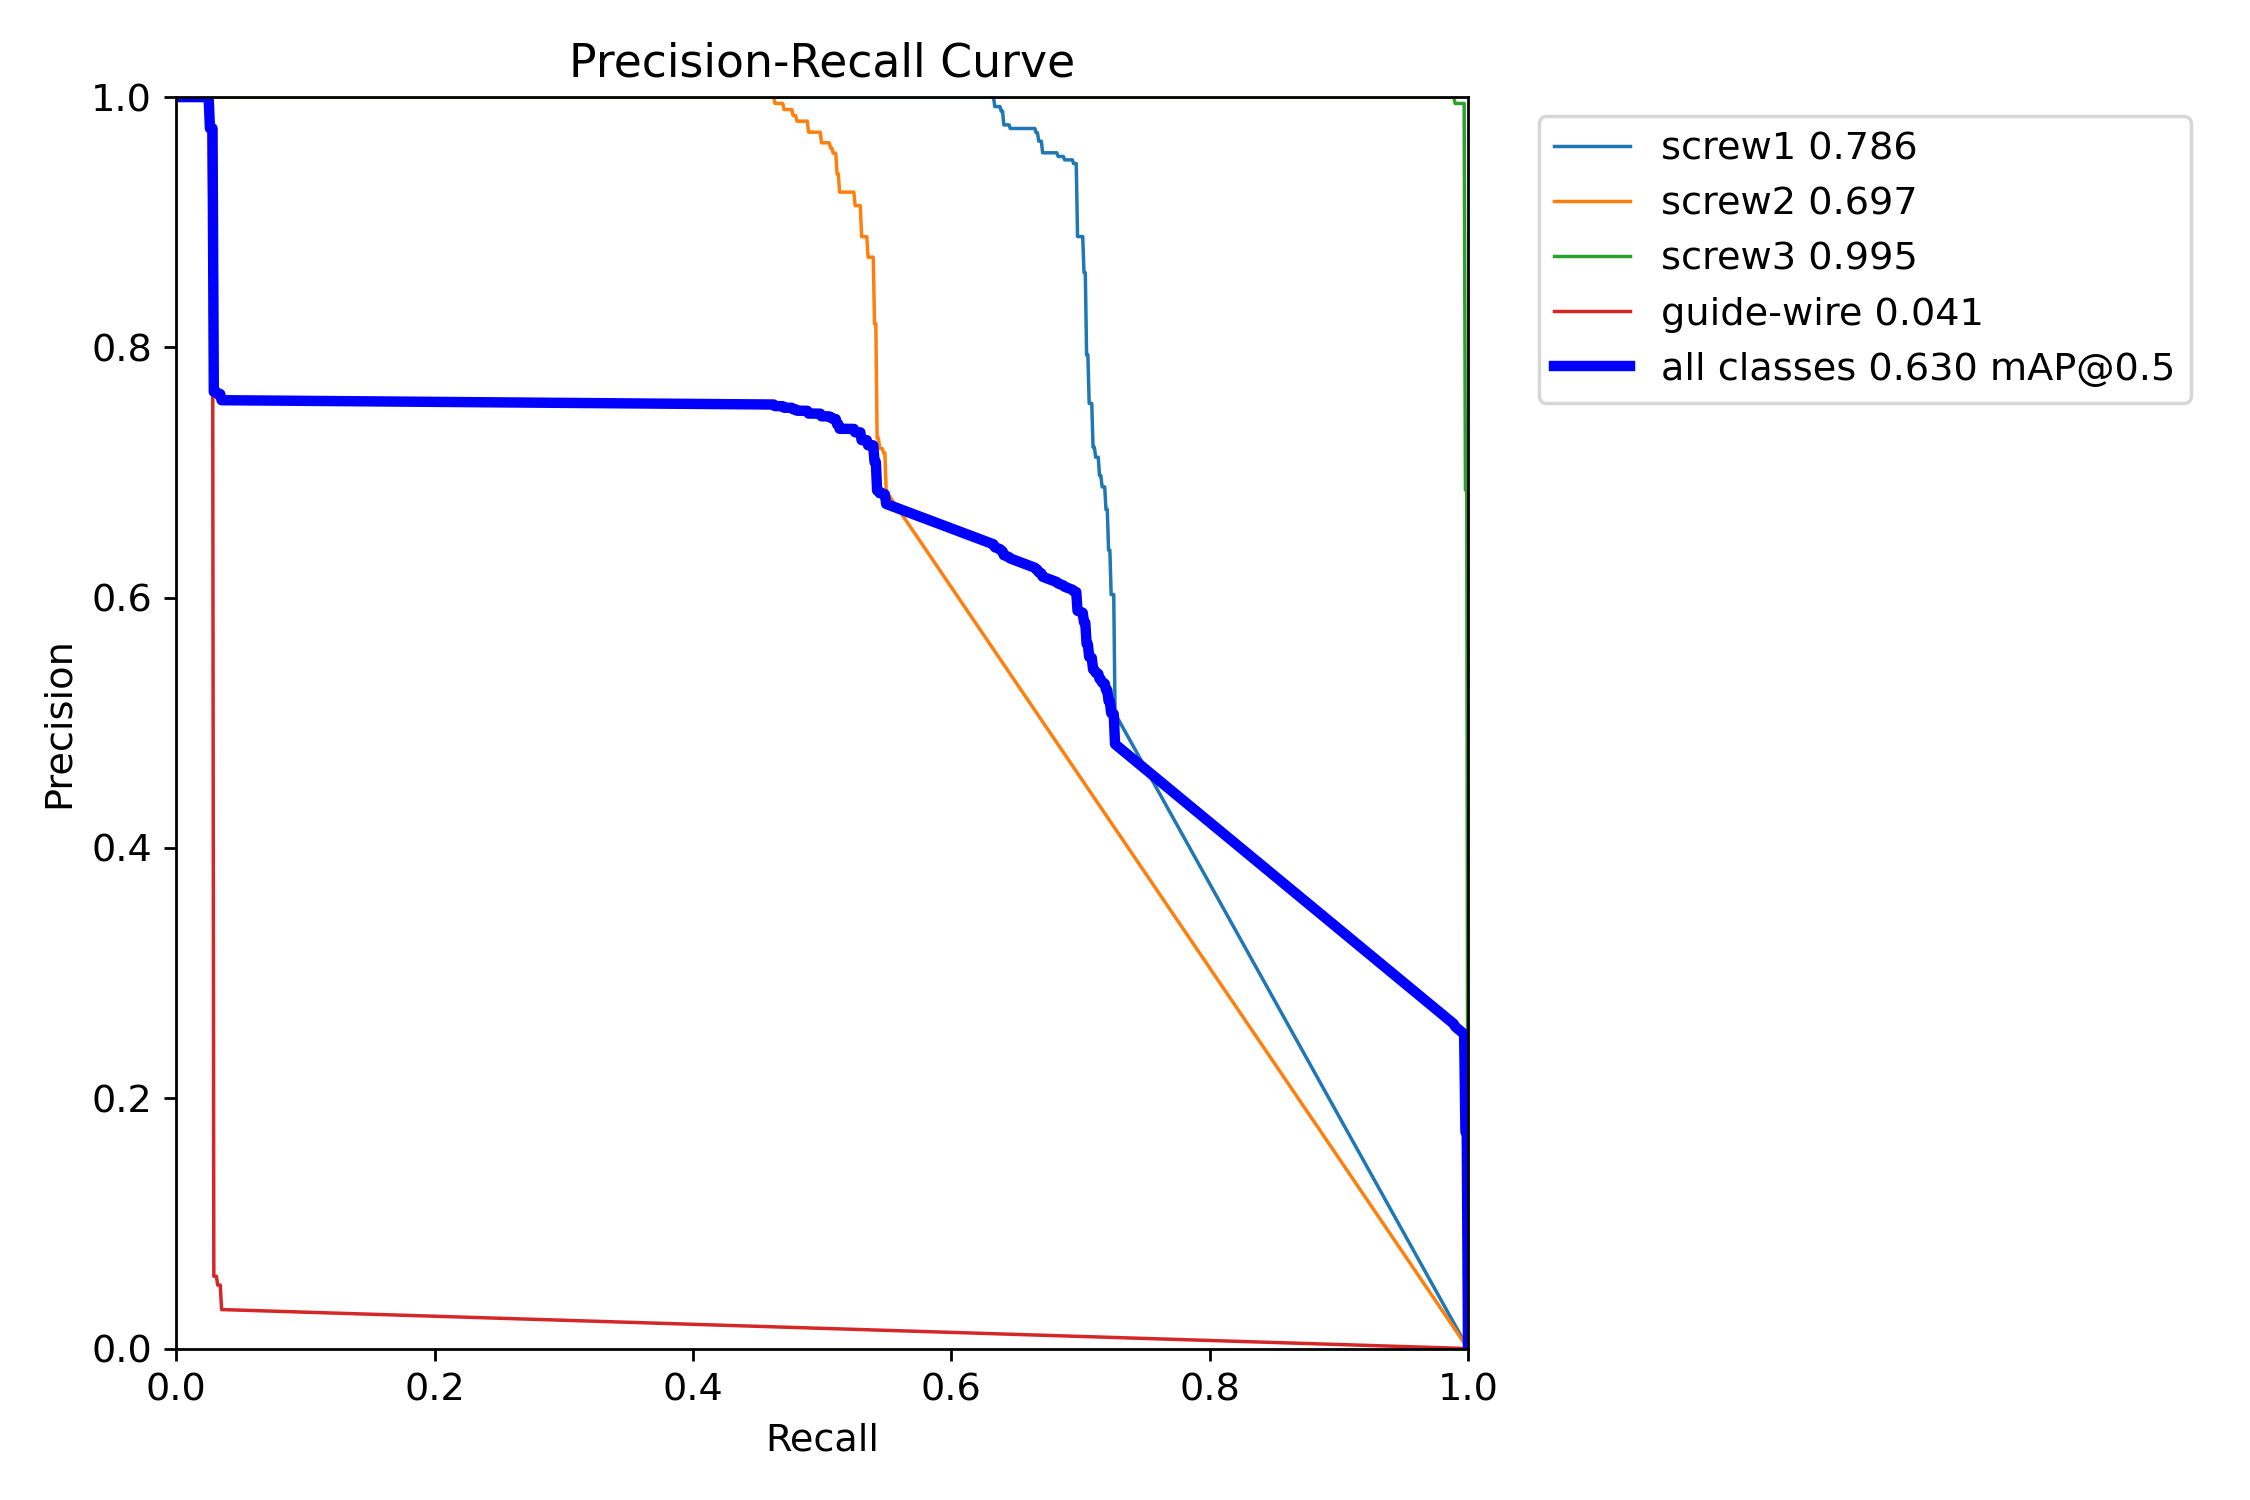 Precision-Recall Curve
1.0
0.8
0.6
0.4
0.2
0.0
Precision
0.0 0.2 0.4 0.6 0.8 1.0
Recall
screw1 0.786
screw2 0.697
screw3 0.995
guide-wire 0.041
all classes 0.630 mAP@0.5